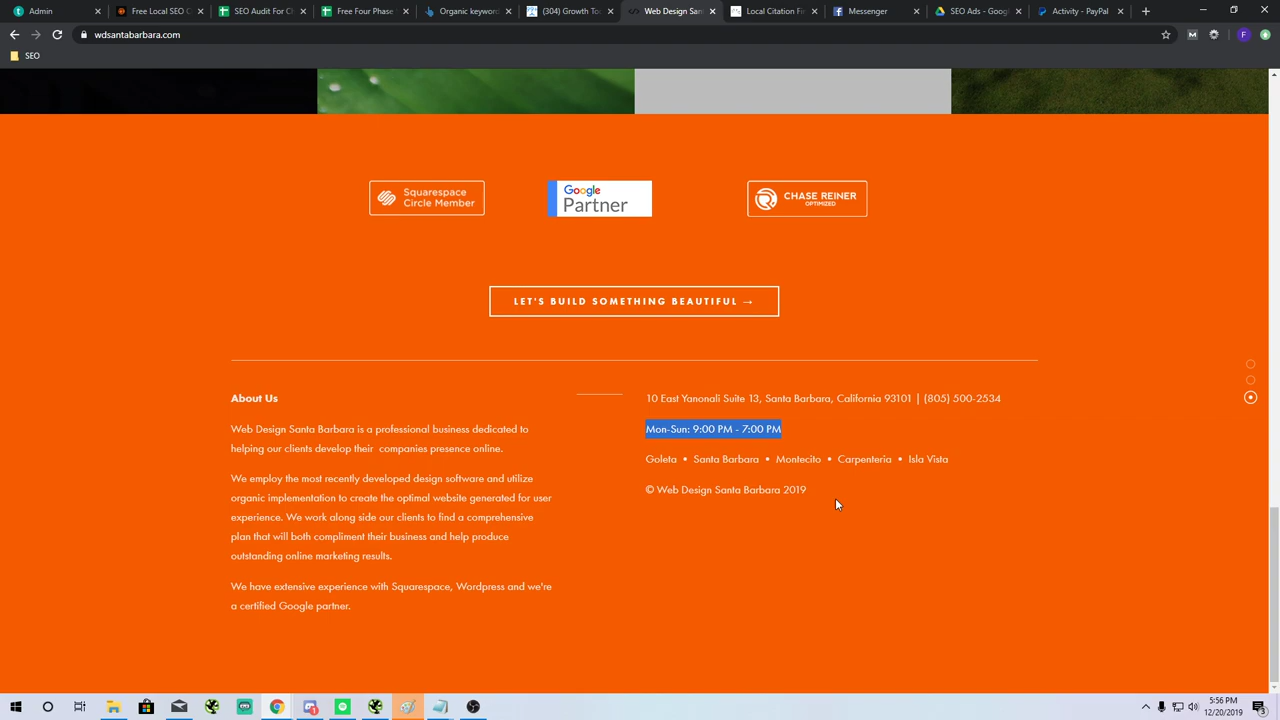 Admin
Free Local SEO C
SEO Audit For C
Free Four Phase
Organic keyword
(304) Growth To
Web Design San
Local Citation Fi
Messenger
SEO Ads – Goog
Activity - PayPal
wdsantabarbara.com
F
SEO
Squarespace
Circle Member
Google
Partner
CHASE REINER
OPTIMIZED
LET'S BUILD SOMETHING BEAUTIFUL →
About Us
10 East Yanonali Suite 13, Santa Barbara, California 93101 | (805) 500-2534
Web Design Santa Barbara is a professional business dedicated to
helping our clients develop their companies presence online.
Mon-Sun: 9:00 PM - 7:00 PM
Goleta • Santa Barbara • Montecito • Carpenteria • Isla Vista
We employ the most recently developed design software and utilize
organic implementation to create the optimal website generated for user
experience. We work along side our clients to find a comprehensive
plan that will both compliment their business and help produce
outstanding online marketing results.
© Web Design Santa Barbara 2019
We have extensive experience with Squarespace, Wordpress and we're
a certified Google partner.
5:56 PM
12/20/2019